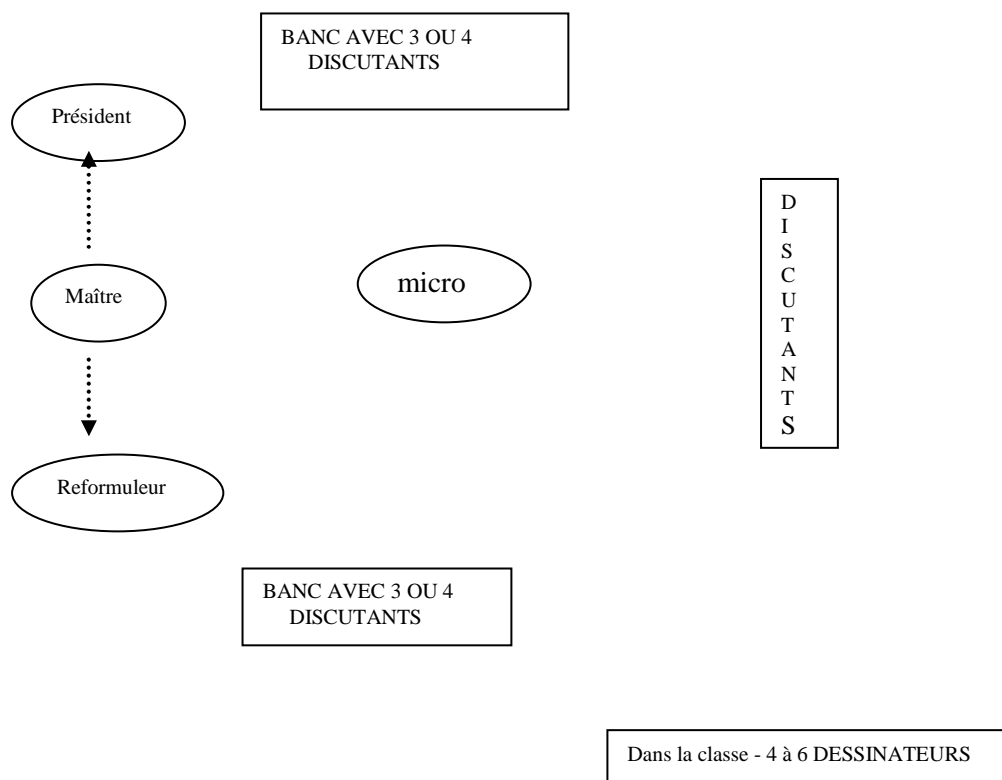 BANC AVEC 3 OU 4
DISCUTANTS
Président
D
I
S
C
U
T
A
N
T
S
micro
Maître
Reformuleur
BANC AVEC 3 OU 4
DISCUTANTS
Dans la classe - 4 à 6 DESSINATEURS